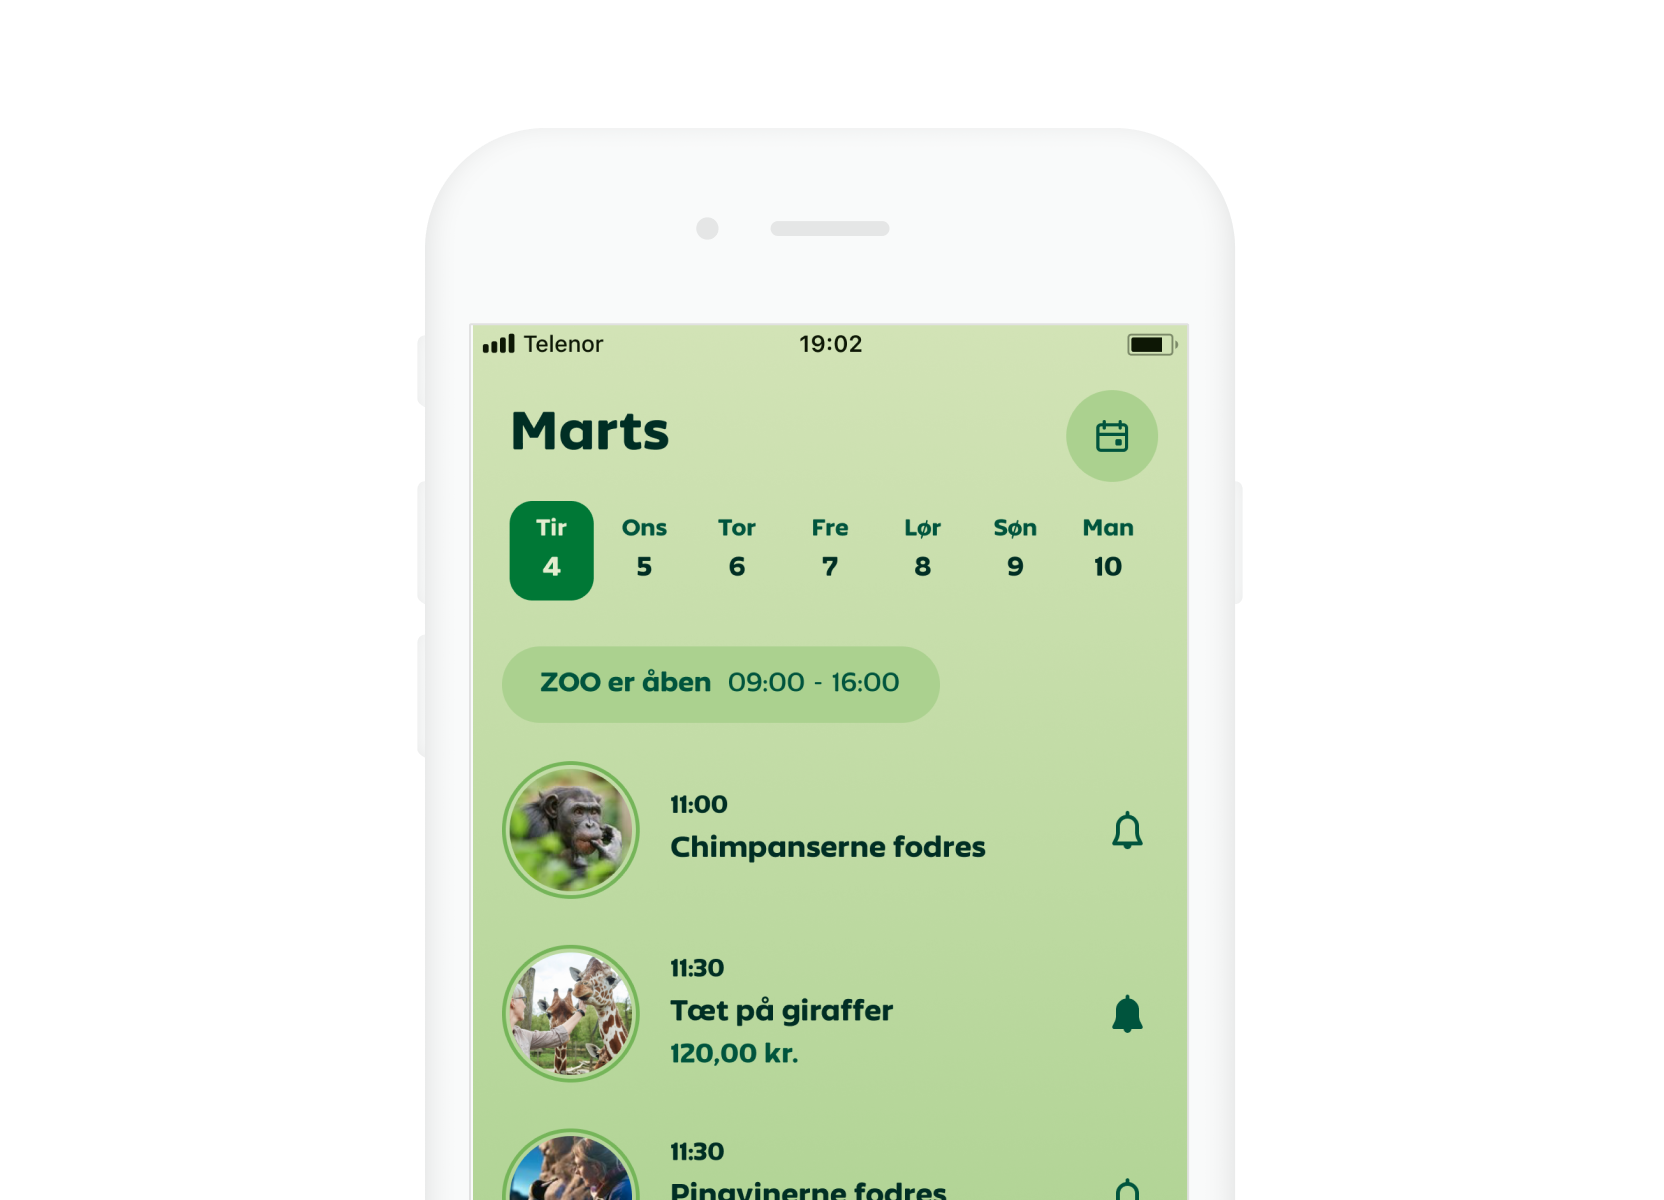 Telenor 19:02
Marts
Tir Ons Tor Fre Lør Søn Man
4 5 6 7 8 9 10
ZOO er åben 09:00 - 16:00
11:00
Chimpanserne fodres
11:30
Tæt på giraffer
120,00 kr.
11:30
Pingvinerne fodres